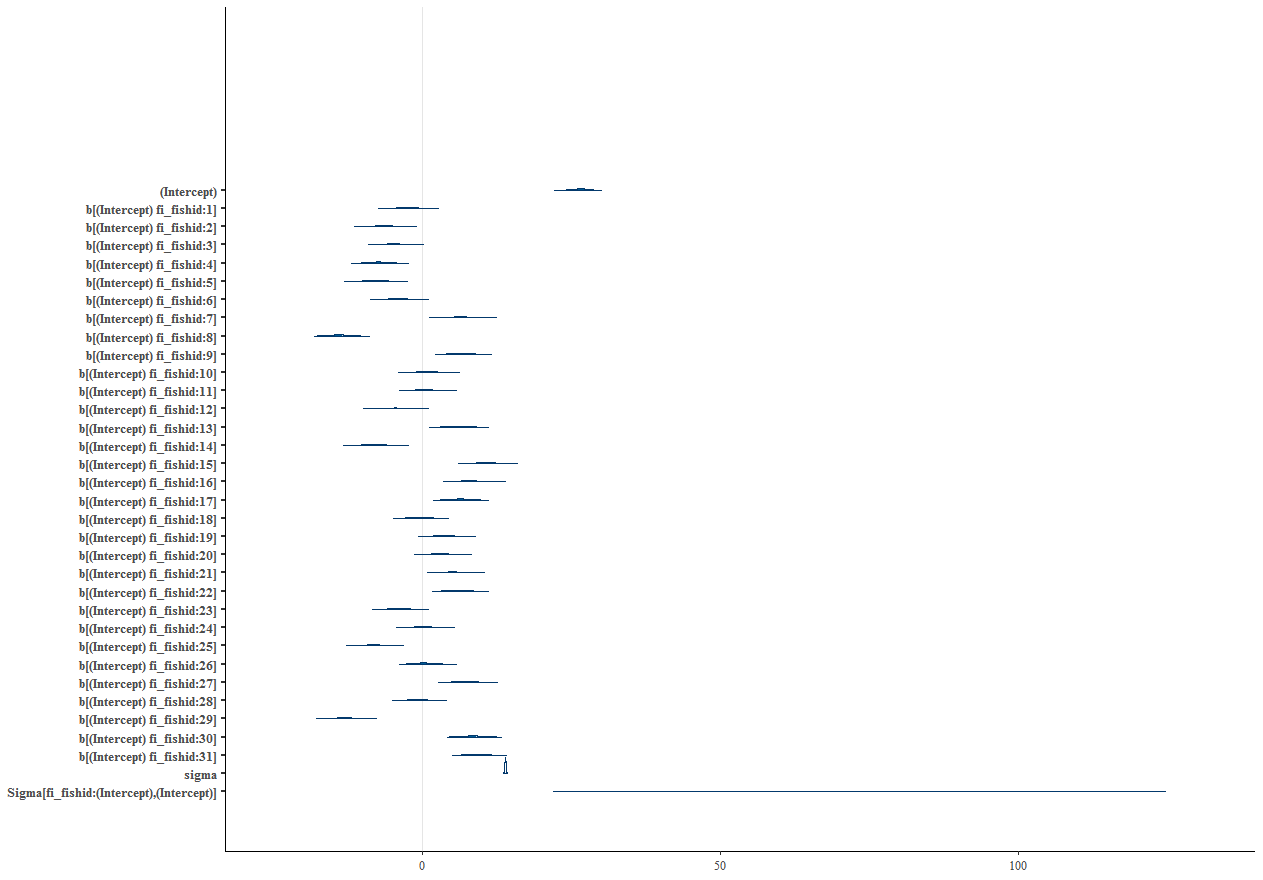 (Intercept)
b[(Intercept) fi_fishid:1]
b[(Intercept) fi_fishid:2]
b[(Intercept) fi_fishid:3]
b[(Intercept) fi_fishid:4]
b[(Intercept) fi_fishid:5]
b[(Intercept) fi_fishid:6]
b[(Intercept) fi_fishid:7]
b[(Intercept) fi_fishid:8]
b[(Intercept) fi_fishid:9]
b[(Intercept) fi_fishid:10]
b[(Intercept) fi_fishid:11]
b[(Intercept) fi_fishid:12]
b[(Intercept) fi_fishid:13]
b[(Intercept) fi_fishid:14]
b[(Intercept) fi_fishid:15]
b[(Intercept) fi_fishid:16]
b[(Intercept) fi_fishid:17]
b[(Intercept) fi_fishid:18]
b[(Intercept) fi_fishid:19]
b[(Intercept) fi_fishid:20]
b[(Intercept) fi_fishid:21]
b[(Intercept) fi_fishid:22]
b[(Intercept) fi_fishid:23]
b[(Intercept) fi_fishid:24]
b[(Intercept) fi_fishid:25]
b[(Intercept) fi_fishid:26]
b[(Intercept) fi_fishid:27]
b[(Intercept) fi_fishid:28]
b[(Intercept) fi_fishid:29]
b[(Intercept) fi_fishid:30]
b[(Intercept) fi_fishid:31]
sigma
Sigma[fi_fishid:(Intercept),(Intercept)]
0 50 100